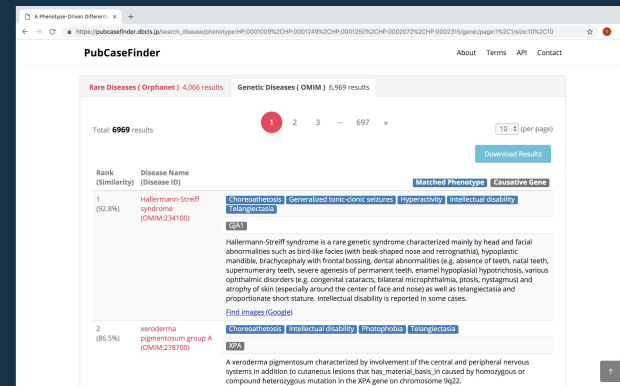 A Phenotype-Driven Different
https://pubcasefinder.dbcls.jp/search_disease/phenotype:HP:0001009%2CHP:0001249%2CHP:0001250%2CHP:0002072%2CHP:0002315/gene:/page:1%2C1/size:10%2C10
PubCaseFinder
About Terms API Contact
Rare Diseases ( Orphanet ) 4,066 results
Genetic Diseases ( OMIM ) 6,969 results
Total: 6969 results
1 2 3 ... 697 »
10 (per page)
Download Results
Rank Disease Name
(Similarity) (Disease ID)
Matched Phenotype Causative Gene
1 Hallermann-Streiff Choreoathetosis Generalized tonic-clonic seizures Hyperactivity Intellectual disability
(92.8%) syndrome Telangiectasia
(OMIM:234100)
GJA1
Hallermann-Streiff syndrome is a rare genetic syndrome characterized mainly by head and facial
abnormalities such as bird-like facies (with beak-shaped nose and retrognathia), hypoplastic
mandible, brachycephaly with frontal bossing, dental abnormalities (e.g. absence of teeth, natal teeth,
supernumerary teeth, severe agenesis of permanent teeth, enamel hypoplasia) hypotrichosis, various
ophthalmic disorders (e.g. congenital cataracts, bilateral microphthalmia, ptosis, nystagmus) and
atrophy of skin (especially around the center of face and nose) as well as telangiectasia and
proportionate short stature. Intellectual disability is reported in some cases.
Find images (Google)
2 xeroderma Choreoathetosis Intellectual disability Photophobia Telangiectasia
(86.5%) pigmentosum group A
(OMIM:278700) XPA
A xeroderma pigmentosum characterized by involvement of the central and peripheral nervous
systems in addition to cutaneous lesions that has_material_basis_in caused by homozygous or
compound heterozygous mutation in the XPA gene on chromosome 9q22.